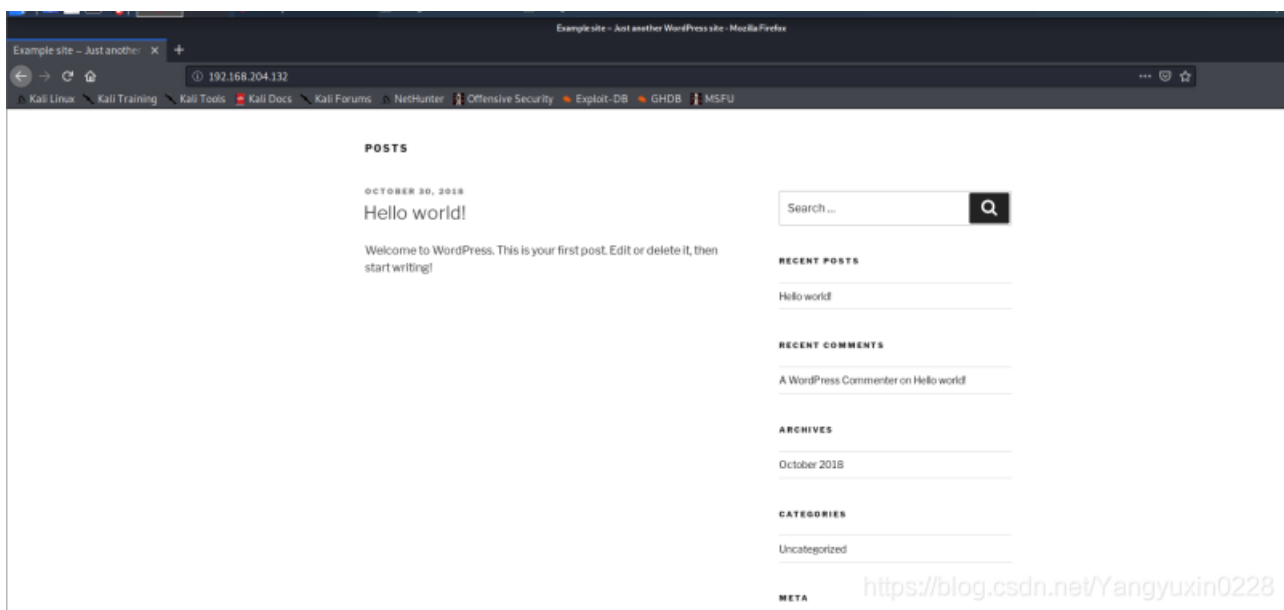 Example site – Just another WordPress site - Mozilla Firefox
Example site – Just another × +
192.168.204.132
Kali Linux Kali Training Kali Tools Kali Docs Kali Forums NetHunter Offensive Security Exploit-DB GHDB MSFU
POSTS
OCTOBER 30, 2018
Hello world!
Welcome to WordPress. This is your first post. Edit or delete it, then
start writing!
Search …
RECENT POSTS
Hello world!
RECENT COMMENTS
A WordPress Commenter on Hello world!
ARCHIVES
October 2018
CATEGORIES
Uncategorized
META
https://blog.csdn.net/Yangyuxin0228